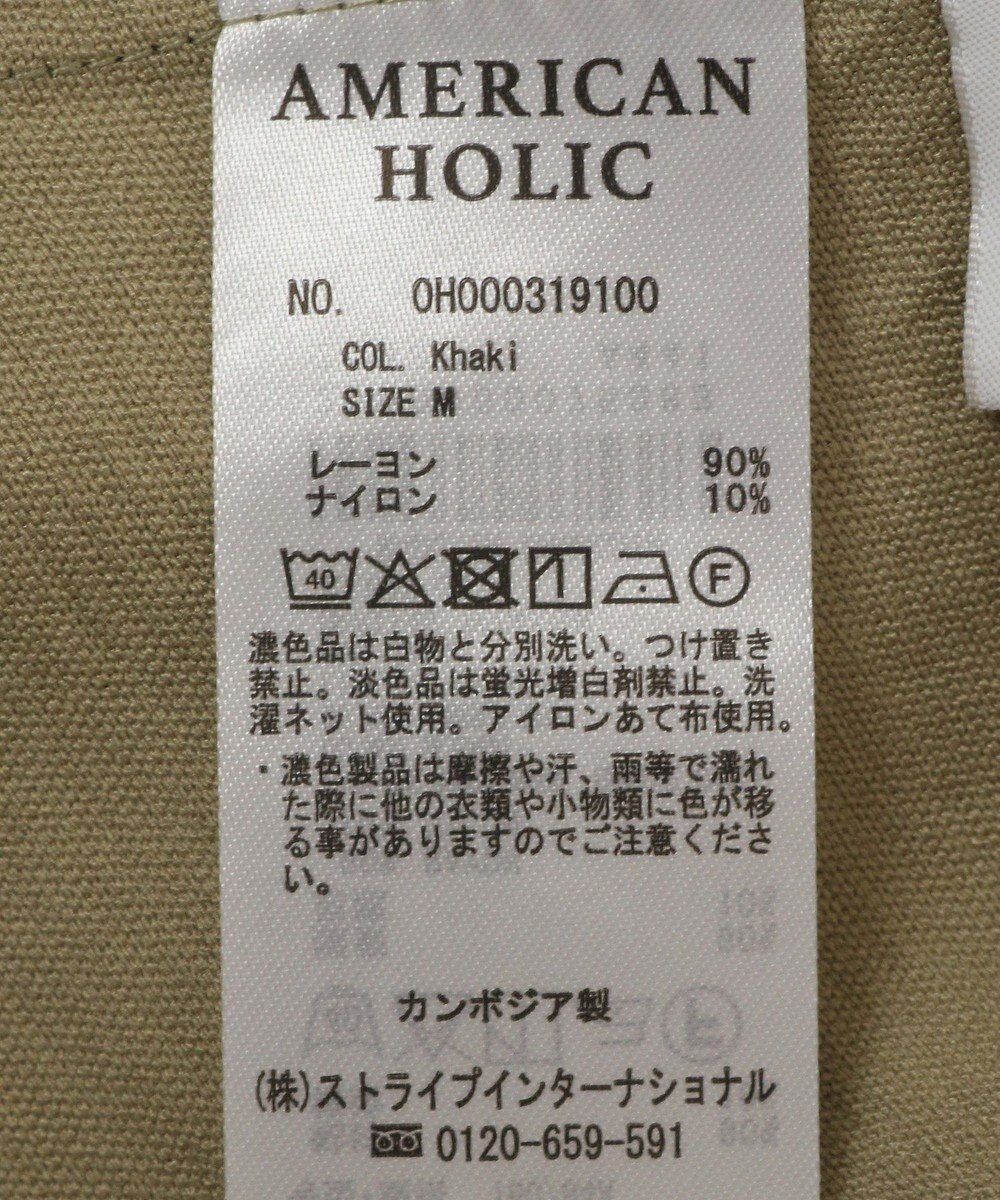 AMERICAN
HOLIC
NO. 0H000319100
COL. Khaki
SIZE M
レーヨン 90%
ナイロン 10%
40 F
濃色品は白物と分別洗い。つけ置き
禁止。淡色品は蛍光増白剤禁止。洗
濯ネット使用。アイロンあて布使用。
・濃色製品は摩擦や汗、雨等で濡れ
た際に他の衣類や小物類に色が移
る事がありますのでご注意くださ
い。
カンボジア製
(株)ストライプインターナショナル
0120-659-591